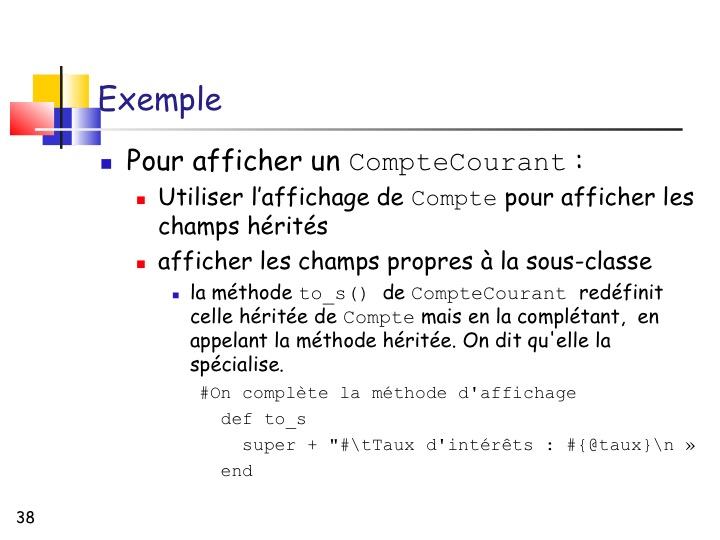 Exemple
Pour afficher un CompteCourant :
Utiliser l’affichage de Compte pour afficher les
champs hérités
afficher les champs propres à la sous-classe
la méthode to_s() de CompteCourant redéfinit
celle héritée de Compte mais en la complétant, en
appelant la méthode héritée. On dit qu'elle la
spécialise.
#On complète la méthode d'affichage
def to_s
super + "#\tTaux d'intérêts : #{@taux}\n »
end
38